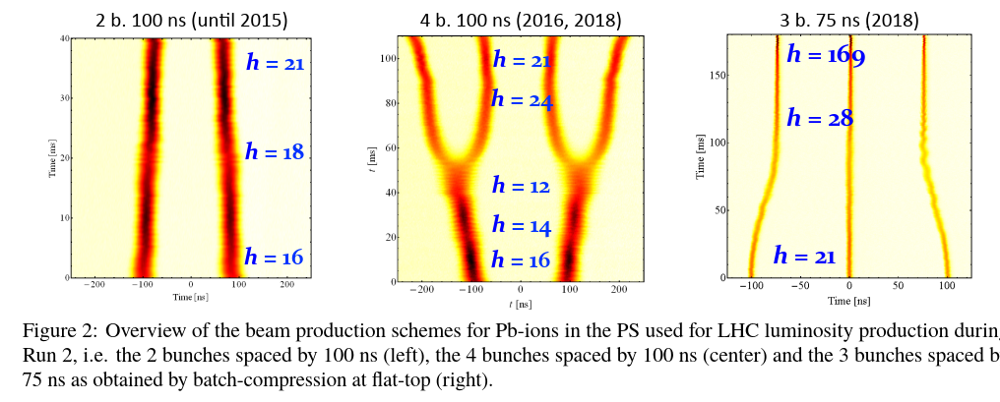 2 b. 100 ns (until 2015)
40
30
20
10
0
Time [ns]
h = 21
h = 18
h = 16
−200 −100 0 100 200
Time [ns]
4 b. 100 ns (2016, 2018)
100
80
60
40
20
0
t [ms]
h = 21
h = 24
h = 12
h = 14
h = 16
−200 −100 0 100 200
t [ns]
3 b. 75 ns (2018)
150
100
50
0
Time [ms]
h = 169
h = 28
h = 21
−100 −50 0 50 100
Time [ns]
Figure 2: Overview of the beam production schemes for Pb-ions in the PS used for LHC luminosity production durin
Run 2, i.e. the 2 bunches spaced by 100 ns (left), the 4 bunches spaced by 100 ns (center) and the 3 bunches spaced b
75 ns as obtained by batch-compression at flat-top (right).